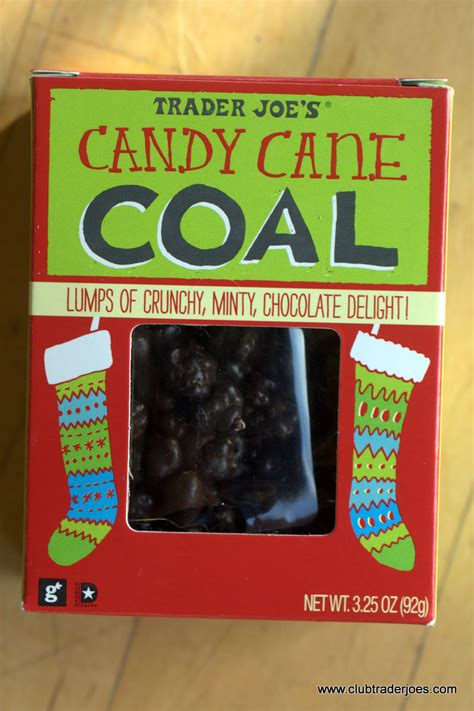 TRADER JOE'S®
CANDY CANE
COAL
LUMPS OF CRUNCHY, MINTY, CHOCOLATE DELIGHT!
g*
D
NET WT. 3.25 OZ (92g)
www.clubtraderjoes.com